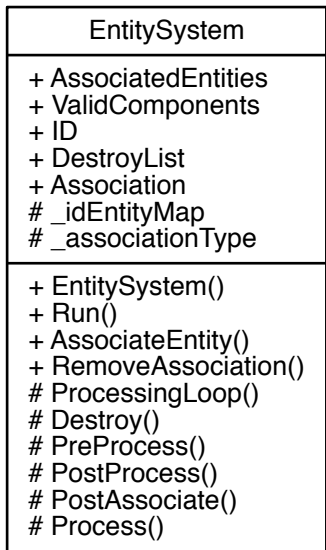 EntitySystem
+ AssociatedEntities
+ ValidComponents
+ ID
+ DestroyList
+ Association
# _idEntityMap
# _associationType
+ EntitySystem()
+ Run()
+ AssociateEntity()
+ RemoveAssociation()
# ProcessingLoop()
# Destroy()
# PreProcess()
# PostProcess()
# PostAssociate()
# Process()